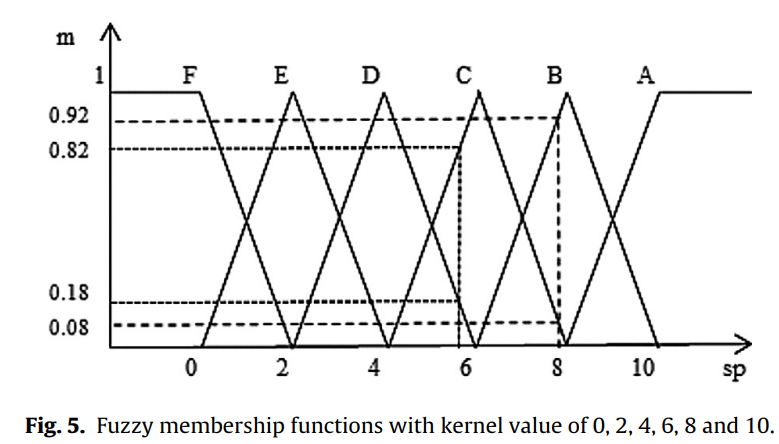 m
1 F E D C B A
0.92
0.82
0.18
0.08
0 2 4 6 8 10 sp
Fig. 5. Fuzzy membership functions with kernel value of 0, 2, 4, 6, 8 and 10.